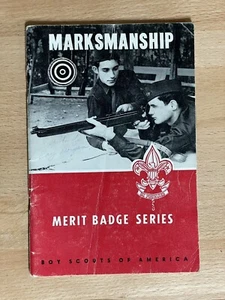 MARKSMANSHIP
MERIT BADGE SERIES
BOY SCOUTS OF AMERICA